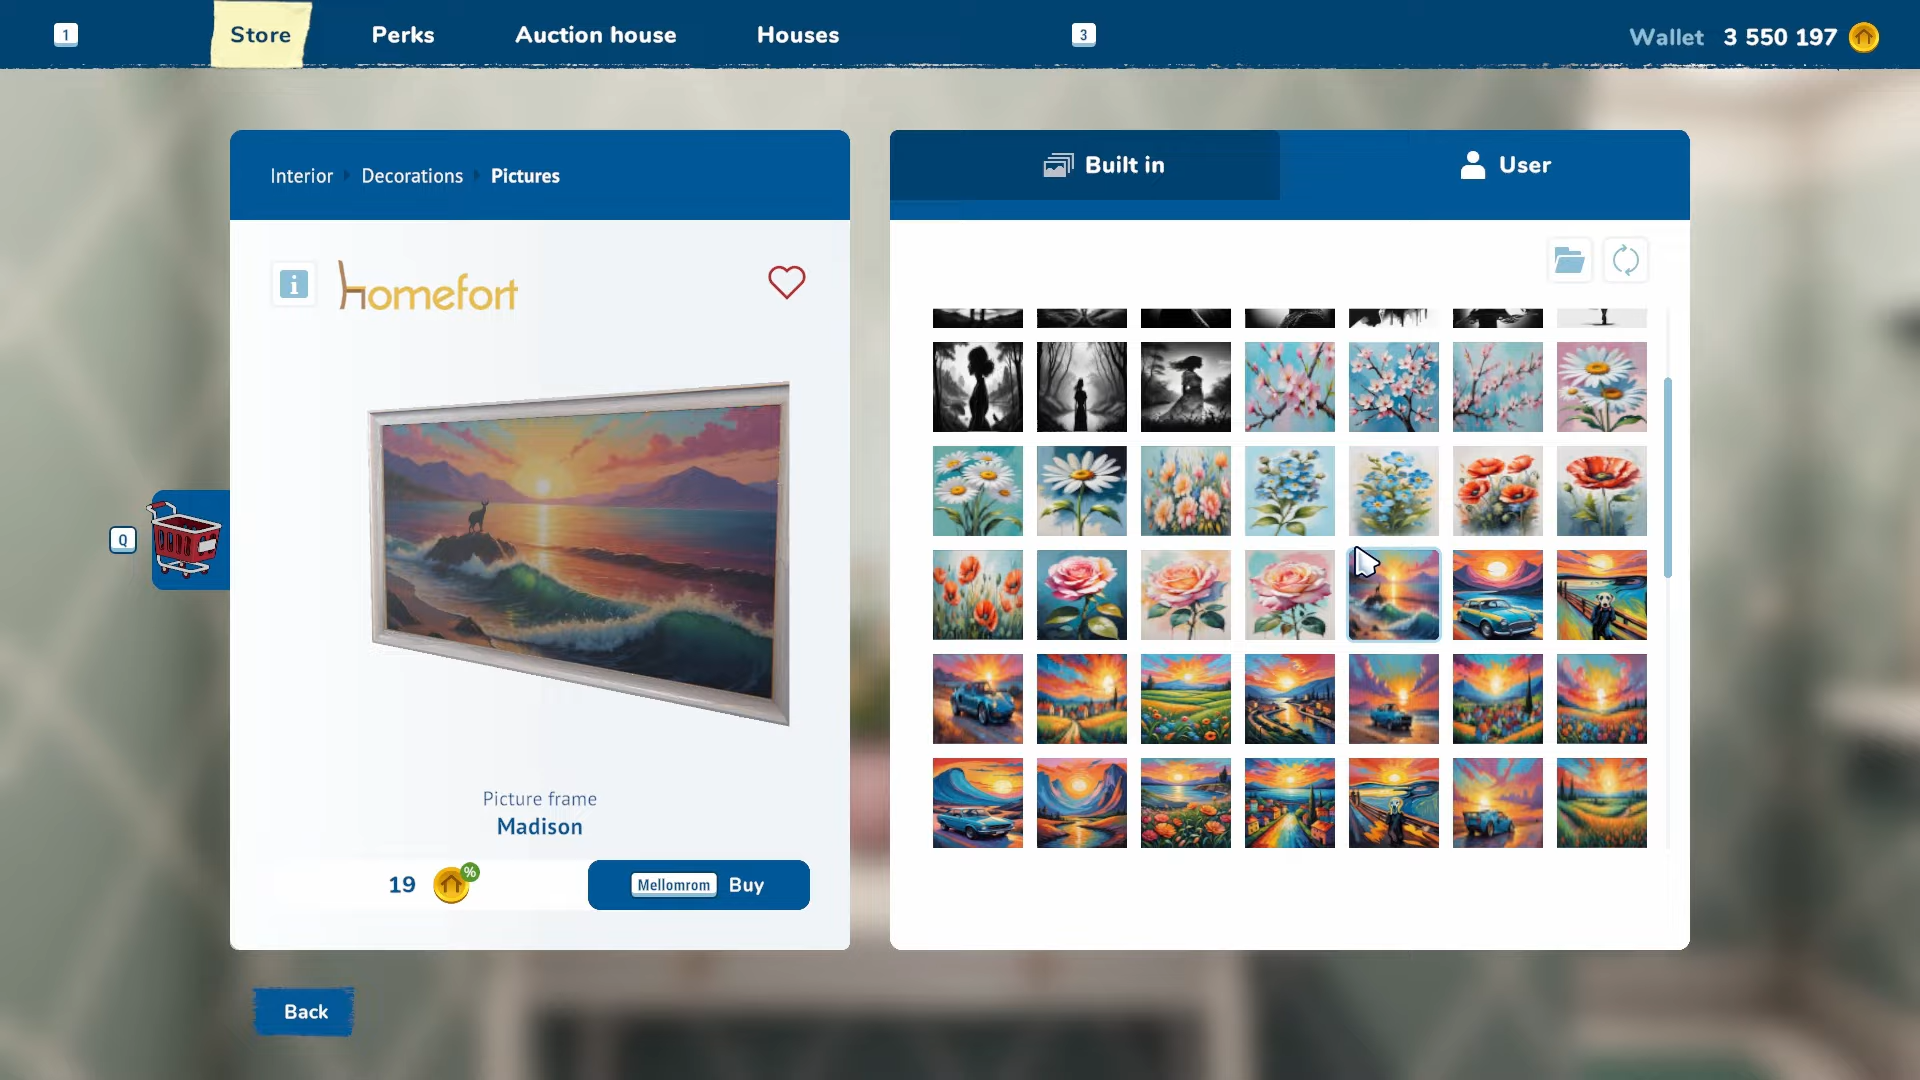 1
Store
Perks
Auction house
Houses
3
Wallet 3 550 197
Interior
Decorations
Pictures
Built in
User
i
homefort
Q
Picture frame
Madison
19
%
Mellomrom
Buy
Back